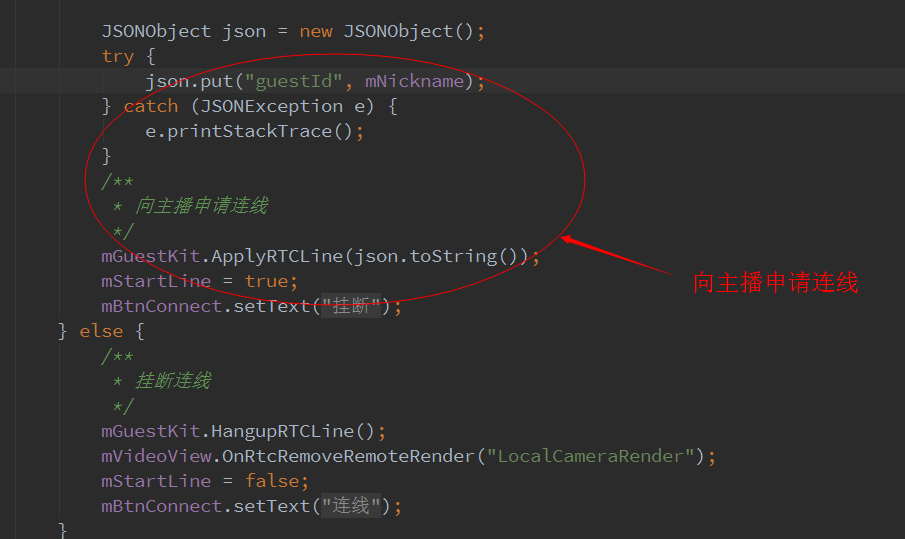 JSONObject json = new JSONObject();
try {
json.put("guestId", mNickname);
} catch (JSONException e) {
e.printStackTrace();
}
/**
* 向主播申请连线
*/
mGuestKit.ApplyRTCLine(json.toString());
mStartLine = true;
向主播申请连线
mBtnConnect.setText("挂断");
} else {
/**
* 挂断连线
*/
mGuestKit.HangupRTCLine();
mVideoView.OnRtcRemoveRemoteRender("LocalCameraRender");
mStartLine = false;
mBtnConnect.setText("连线");
}